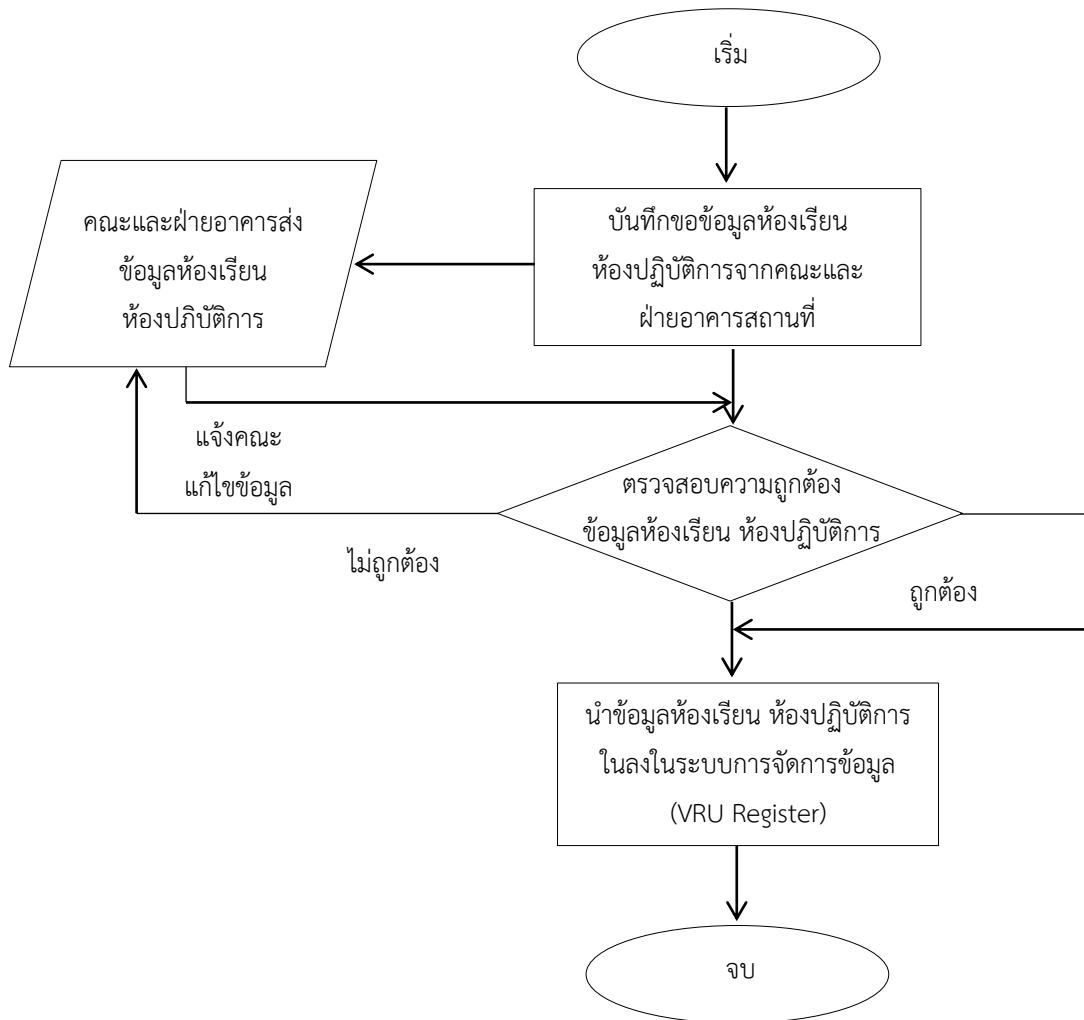 เริ่ม
บันทึกขอข้อมูลห้องเรียน
ห้องปฏิบัติการจากคณะและ
ฝ่ายอาคารสถานที่
คณะและฝ่ายอาคารส่ง
ข้อมูลห้องเรียน
ห้องปภิบัติการ
แจ้งคณะ
แก้ไขข้อมูล
ตรวจสอบความถูกต้อง
ข้อมูลห้องเรียน ห้องปฏิบัติการ
ไม่ถูกต้อง
ถูกต้อง
นำข้อมูลห้องเรียน ห้องปฏิบัติการ
ในลงในระบบการจัดการข้อมูล
(VRU Register)
จบ